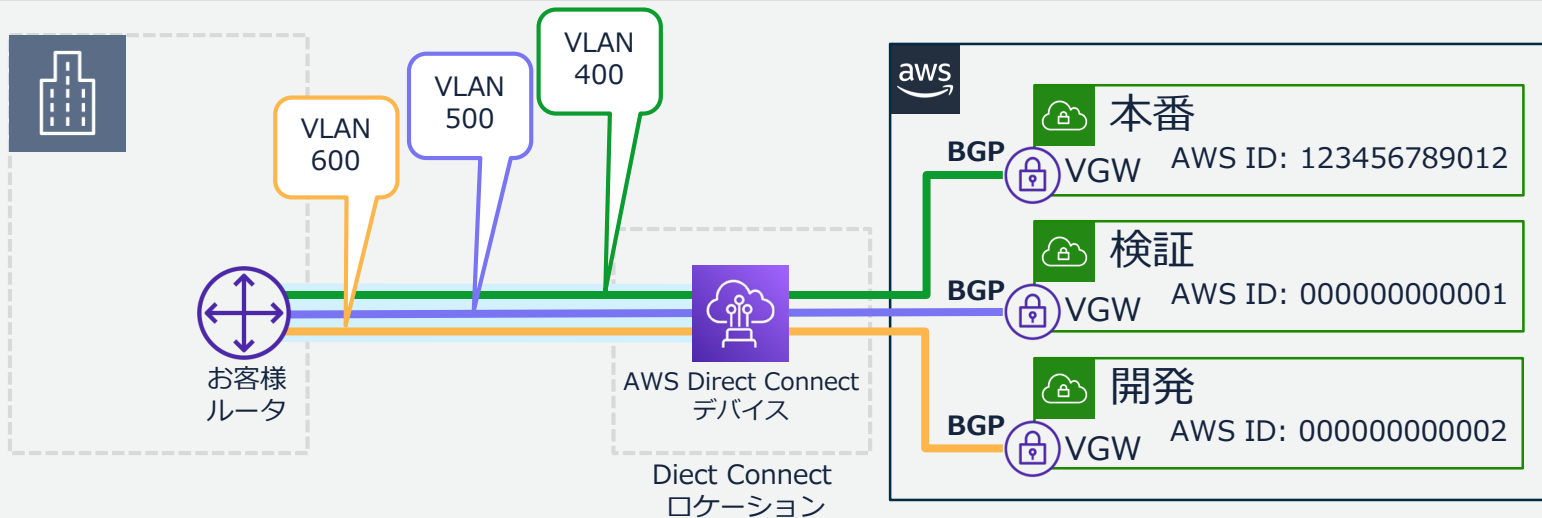 VLAN
400
VLAN
500
VLAN
600
aws
本番
BGP
VGW
AWS ID: 123456789012
検証
BGP
VGW
AWS ID: 000000000001
開発
BGP
VGW
AWS ID: 000000000002
お客様
ルータ
AWS Direct Connect
デバイス
Diect Connect
ロケーション